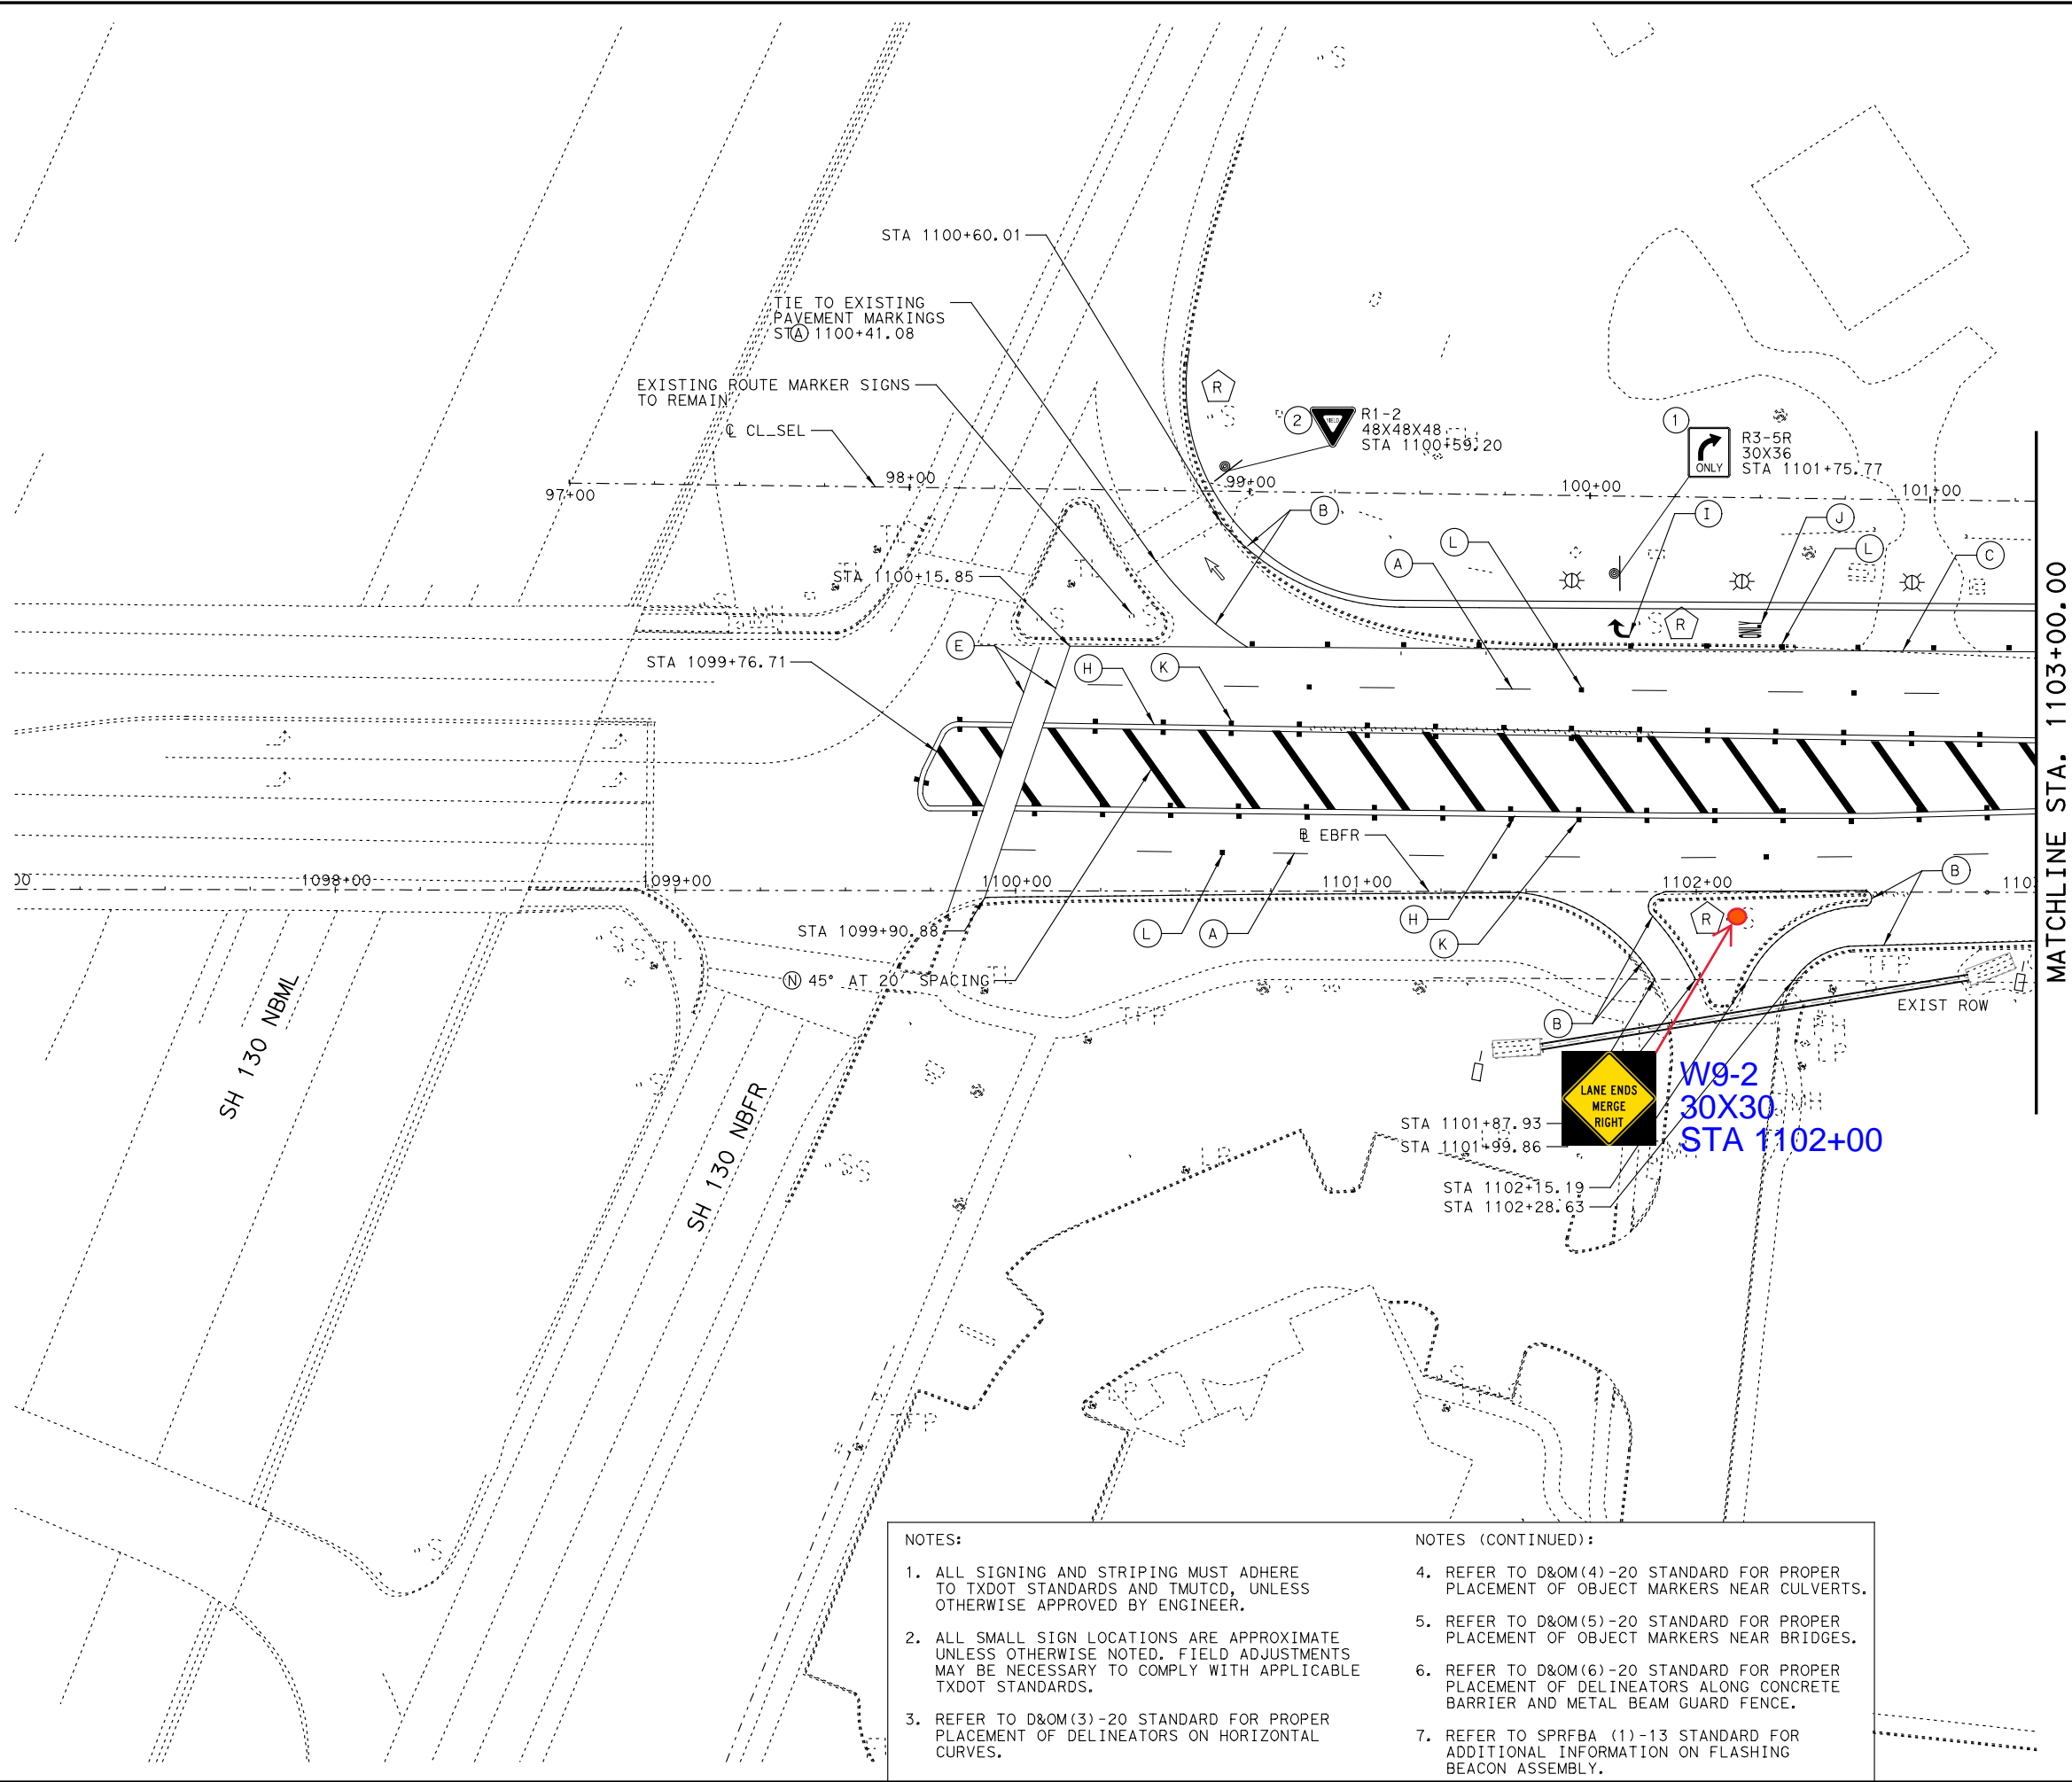 STA 1100+60.01
TIE TO EXISTING
PAVEMENT MARKINGS
STA 1100+41.08
A
EXISTING ROUTE MARKER SIGNS
TO REMAIN
℄ CL_SEL
R
2
YIELD
R1-2
48X48X48
STA 1100+59.20
1
ONLY
R3-5R
30X36
STA 1101+75.77
97+00
98+00
99+00
100+00
101+00
B
I
J
L
A
L
C
STA 1100+15.85
R
E
H
K
STA 1099+76.71
MATCHLINE STA. 1103+00.00
EBFR
00
1098+00
1099+00
1100+00
1101+00
1102+00
B
R
H
L
A
K
STA 1099+90.88
N 45° AT 20' SPACING
EXIST ROW
B
SH 130 NBML
SH 130 NBFR
LANE ENDS
MERGE
RIGHT
W9-2
30X30
STA 1102+00
STA 1101+87.93
STA 1101+99.86
STA 1102+15.19
STA 1102+28.63
NOTES:
1. ALL SIGNING AND STRIPING MUST ADHERE
TO TXDOT STANDARDS AND TMUTCD, UNLESS
OTHERWISE APPROVED BY ENGINEER.
2. ALL SMALL SIGN LOCATIONS ARE APPROXIMATE
UNLESS OTHERWISE NOTED. FIELD ADJUSTMENTS
MAY BE NECESSARY TO COMPLY WITH APPLICABLE
TXDOT STANDARDS.
3. REFER TO D&OM(3)-20 STANDARD FOR PROPER
PLACEMENT OF DELINEATORS ON HORIZONTAL
CURVES.
NOTES (CONTINUED):
4. REFER TO D&OM(4)-20 STANDARD FOR PROPER
PLACEMENT OF OBJECT MARKERS NEAR CULVERTS.
5. REFER TO D&OM(5)-20 STANDARD FOR PROPER
PLACEMENT OF OBJECT MARKERS NEAR BRIDGES.
6. REFER TO D&OM(6)-20 STANDARD FOR PROPER
PLACEMENT OF DELINEATORS ALONG CONCRETE
BARRIER AND METAL BEAM GUARD FENCE.
7. REFER TO SPRFBA (1)-13 STANDARD FOR
ADDITIONAL INFORMATION ON FLASHING
BEACON ASSEMBLY.